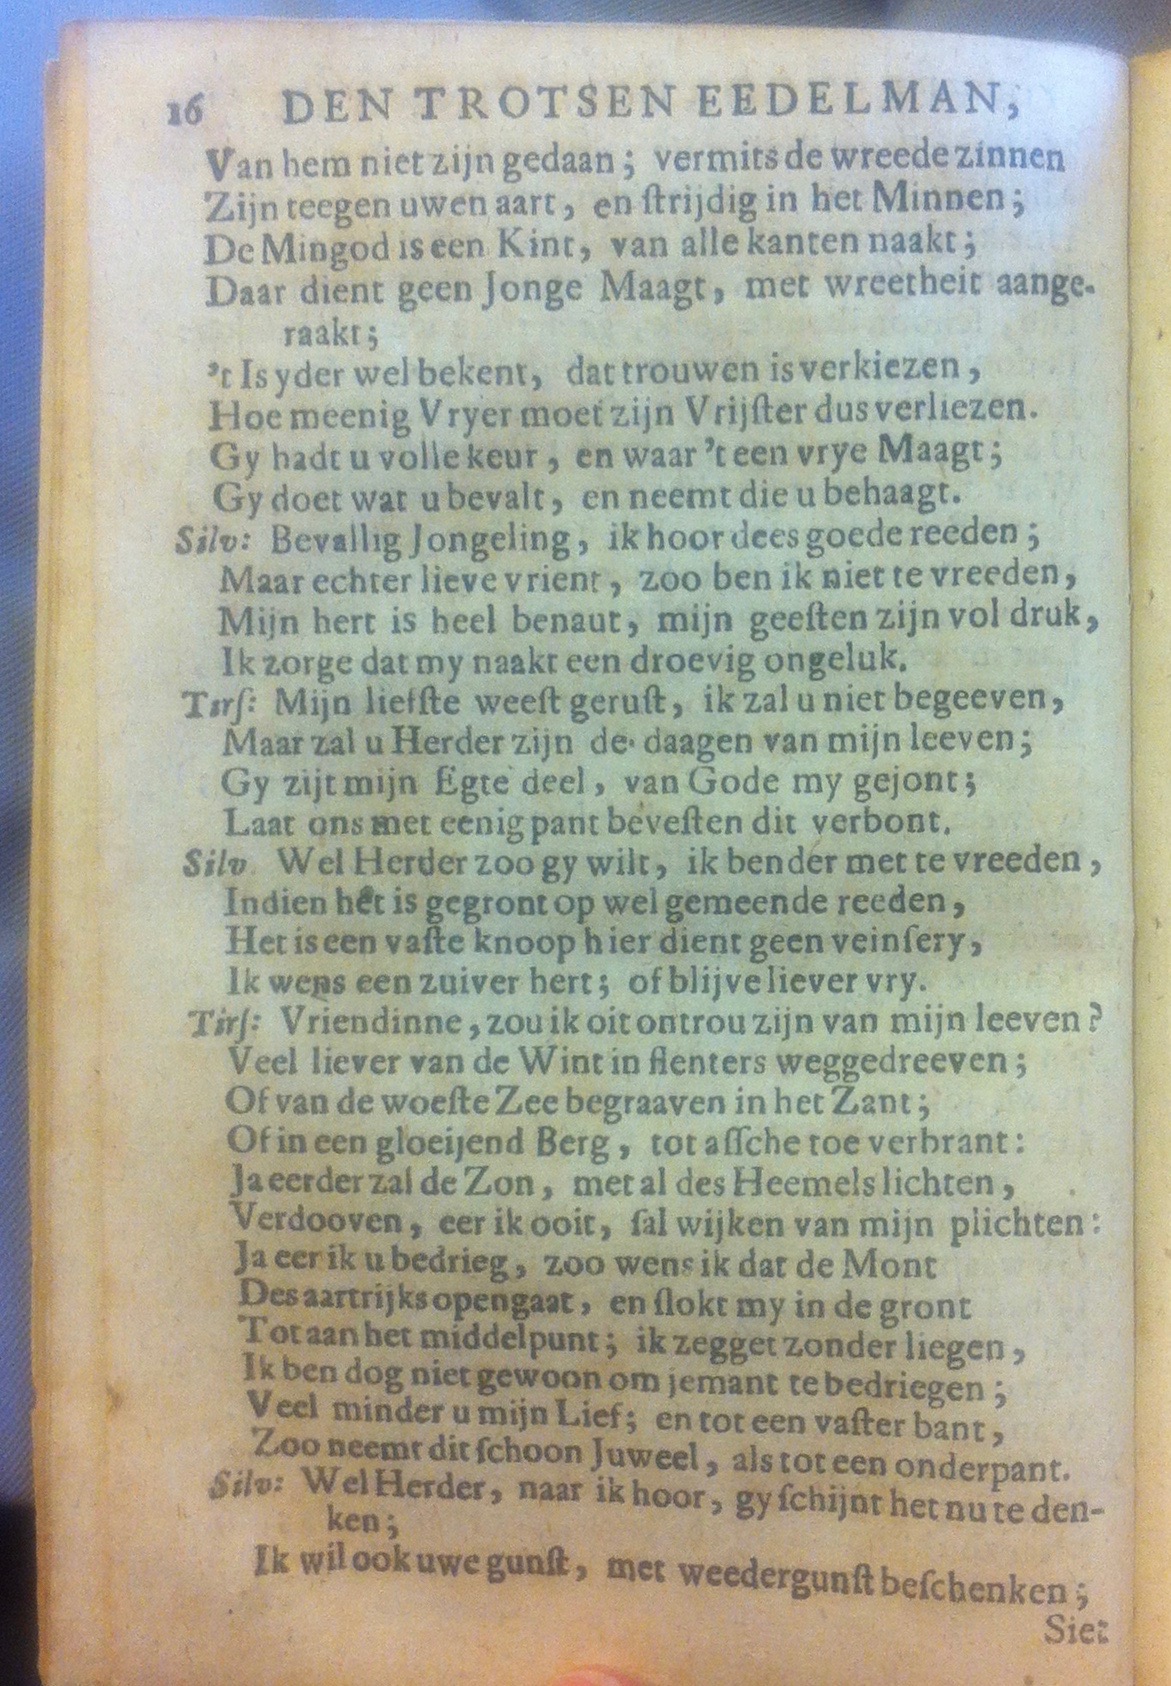 16 DEN TROTSEN EEDELMAN,
Van hem niet zijn gedaan; vermits de wreede zinnen
Zijn teegen uwen aart, en ſtrijdig in het Minnen;
De Mingod is een Kint, van alle kanten naakt;
Daar dient geen Jonge Maagt, met wreetheit aange-
raakt;
't Is yder wel bekent, dat trouwen is verkiezen,
Hoe meenig Vryer moet zijn Vrijſter dus verliezen.
Gy hadt u volle keur, en waar 't een vrye Maagt;
Gy doet wat u bevalt, en neemt die u behaagt.
Silv: Bevallig Jongeling, ik hoor dees goede reeden;
Maar echter lieve vrient, zoo ben ik niet te vreeden,
Mijn hert is heel benaut, mijn geeſten zijn vol druk,
Ik zorge dat my naakt een droevig ongeluk.
Tirſ: Mijn liefſte weeſt geruſt, ik zal u niet begeeven,
Maar zal u Herder zijn de daagen van mijn leeven;
Gy zijt mijn Egte deel, van Gode my gejont;
Laat ons met eenig pant beveſten dit verbont.
Silv Wel Herder zoo gy wilt, ik ben der met te vreeden,
Indien het is gegront op wel gemeende reeden,
Het is een vaſte knoop hier dient geen veinſery,
Ik wens een zuiver hert; of blijve liever vry.
Tirſ: Vriendinne, zou ik oit ontrou zijn van mijn leeven?
Veel liever van de Wint in flenters weggedreeven;
Of van de woeſte Zee begraaven in het Zant;
Of in een gloeijend Berg, tot aſſche toe verbrant:
Ja eerder zal de Zon, met al des Heemels lichten,
Verdooven, eer ik ooit, ſal wijken van mijn plichten:
Ja eer ik u bedrieg, zoo wens ik dat de Mont
Des aartrijks opengaat, en ſlokt my in de gront
Tot aan het middelpunt; ik zegget zonder liegen,
Ik ben dog niet gewoon om jemant te bedriegen;
Veel minder u mijn Lief; en tot een vaſter bant,
Zoo neemt dit ſchoon Juweel, als tot een onderpant.
Silv: Wel Herder, naar ik hoor, gy ſchijnt het nu te den-
ken;
Ik wil ook uwe gunſt, met weedergunſt beſchenken;
Siet